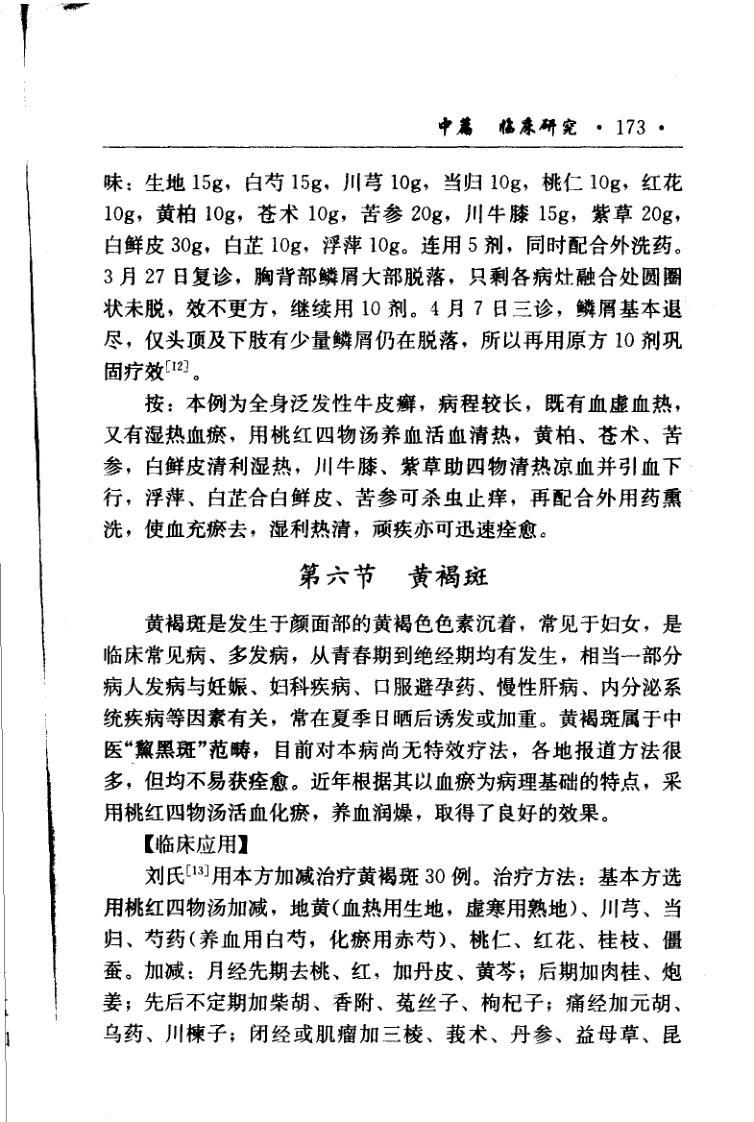 中篇 临床研究 · 173 ·
味：生地 15g，白芍 15g，川芎 10g，当归 10g，桃仁 10g，红花
10g，黄柏 10g，苍术 10g，苦参 20g，川牛膝 15g，紫草 20g，
白鲜皮 30g，白芷 10g，浮萍 10g。连用 5 剂，同时配合外洗药。
3 月 27 日复诊，胸背部鳞屑大部脱落，只剩各病灶融合处圆圈
状未脱，效不更方，继续用 10 剂。4 月 7 日三诊，鳞屑基本退
尽，仅头顶及下肢有少量鳞屑仍在脱落，所以再用原方 10 剂巩
固疗效[12]。
按：本例为全身泛发性牛皮癣，病程较长，既有血虚血热，
又有湿热血瘀，用桃红四物汤养血活血清热，黄柏、苍术、苦
参，白鲜皮清利湿热，川牛膝、紫草助四物清热凉血并引血下
行，浮萍、白芷合白鲜皮、苦参可杀虫止痒，再配合外用药熏
洗，使血充瘀去，湿利热清，顽疾亦可迅速痊愈。
第六节 黄褐斑
黄褐斑是发生于颜面部的黄褐色色素沉着，常见于妇女，是
临床常见病、多发病，从青春期到绝经期均有发生，相当一部分
病人发病与妊娠、妇科疾病、口服避孕药、慢性肝病、内分泌系
统疾病等因素有关，常在夏季日晒后诱发或加重。黄褐斑属于中
医“黧黑斑”范畴，目前对本病尚无特效疗法，各地报道方法很
多，但均不易获痊愈。近年根据其以血瘀为病理基础的特点，采
用桃红四物汤活血化瘀，养血润燥，取得了良好的效果。
【临床应用】
刘氏[13]用本方加减治疗黄褐斑 30 例。治疗方法：基本方选
用桃红四物汤加减，地黄(血热用生地，虚寒用熟地)、川芎、当
归、芍药(养血用白芍，化瘀用赤芍)、桃仁、红花、桂枝、僵
蚕。加减：月经先期去桃、红，加丹皮、黄芩；后期加肉桂、炮
姜；先后不定期加柴胡、香附、菟丝子、枸杞子；痛经加元胡、
乌药、川楝子；闭经或肌瘤加三棱、莪术、丹参、益母草、昆